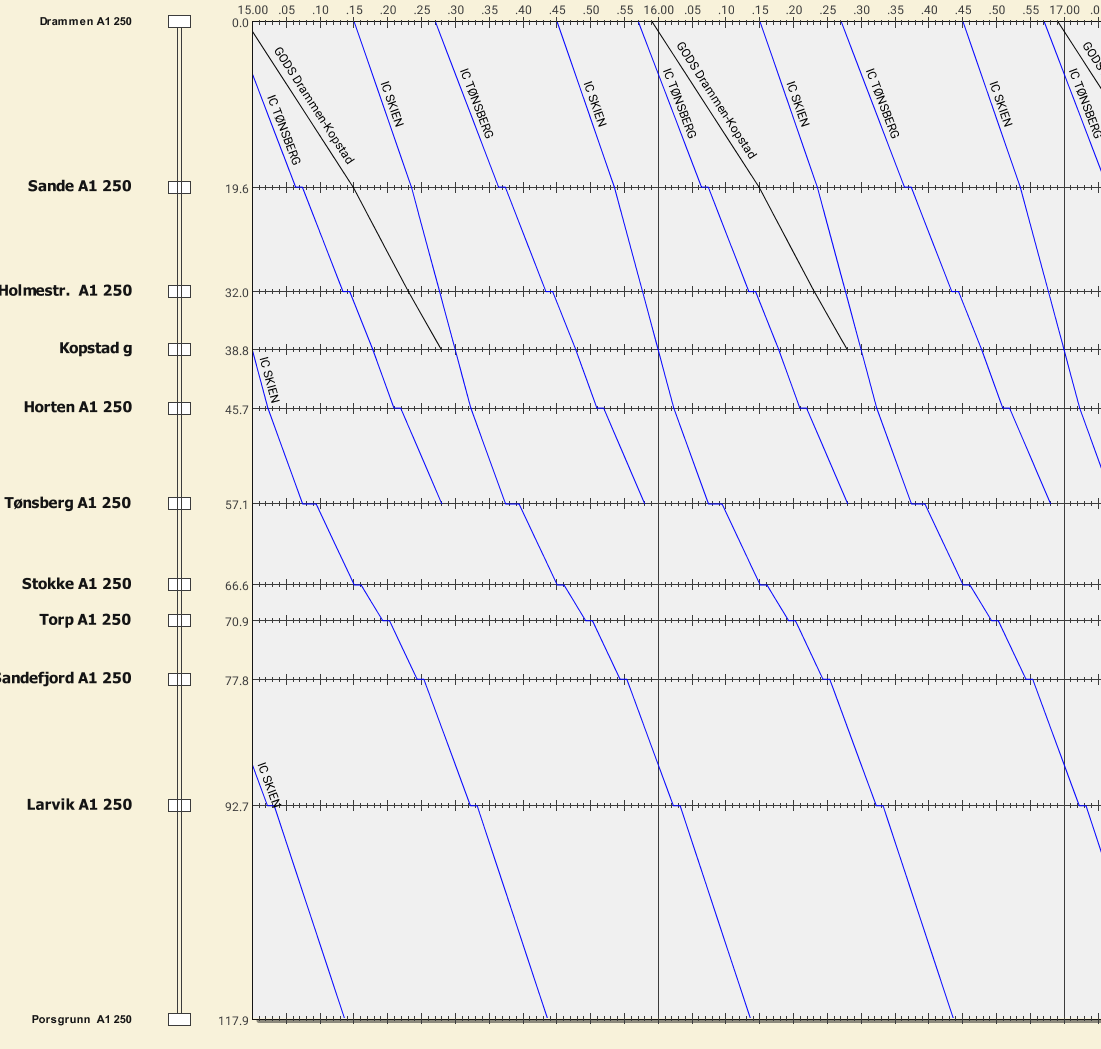 15.00 .05 .10 .15 .20 .25 .30 .35 .40 .45 .50 .55 16.00 .05 .10 .15 .20 .25 .30 .35 .40 .45 .50 .55 17.00 .0
Drammen A1 250 0.0
GODS Drammen-Kopstad
IC TØNSBERG
IC SKIEN
IC TØNSBERG
IC SKIEN
IC TØNSBERG
GODS Drammen-Kopstad
IC SKIEN
IC TØNSBERG
IC SKIEN
IC TØNSBERG
GODS
Sande A1 250 19.6
Holmestr. A1 250 32.0
Kopstad g 38.8
IC SKIEN
Horten A1 250 45.7
Tønsberg A1 250 57.1
Stokke A1 250 66.6
Torp A1 250 70.9
andefjord A1 250 77.8
IC SKIEN
Larvik A1 250 92.7
Porsgrunn A1 250 117.9